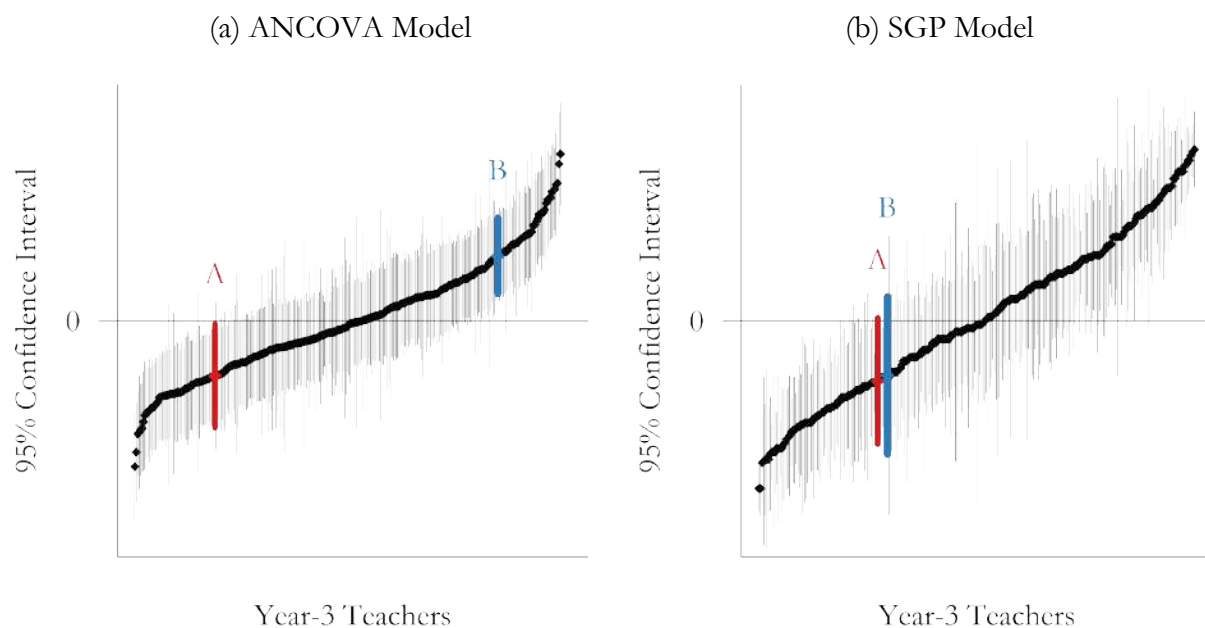 (a) ANCOVA Model
(b) SGP Model
95% Confidence Interval
0
A
B
Year-3 Teachers
95% Confidence Interval
0
A
B
Year-3 Teachers